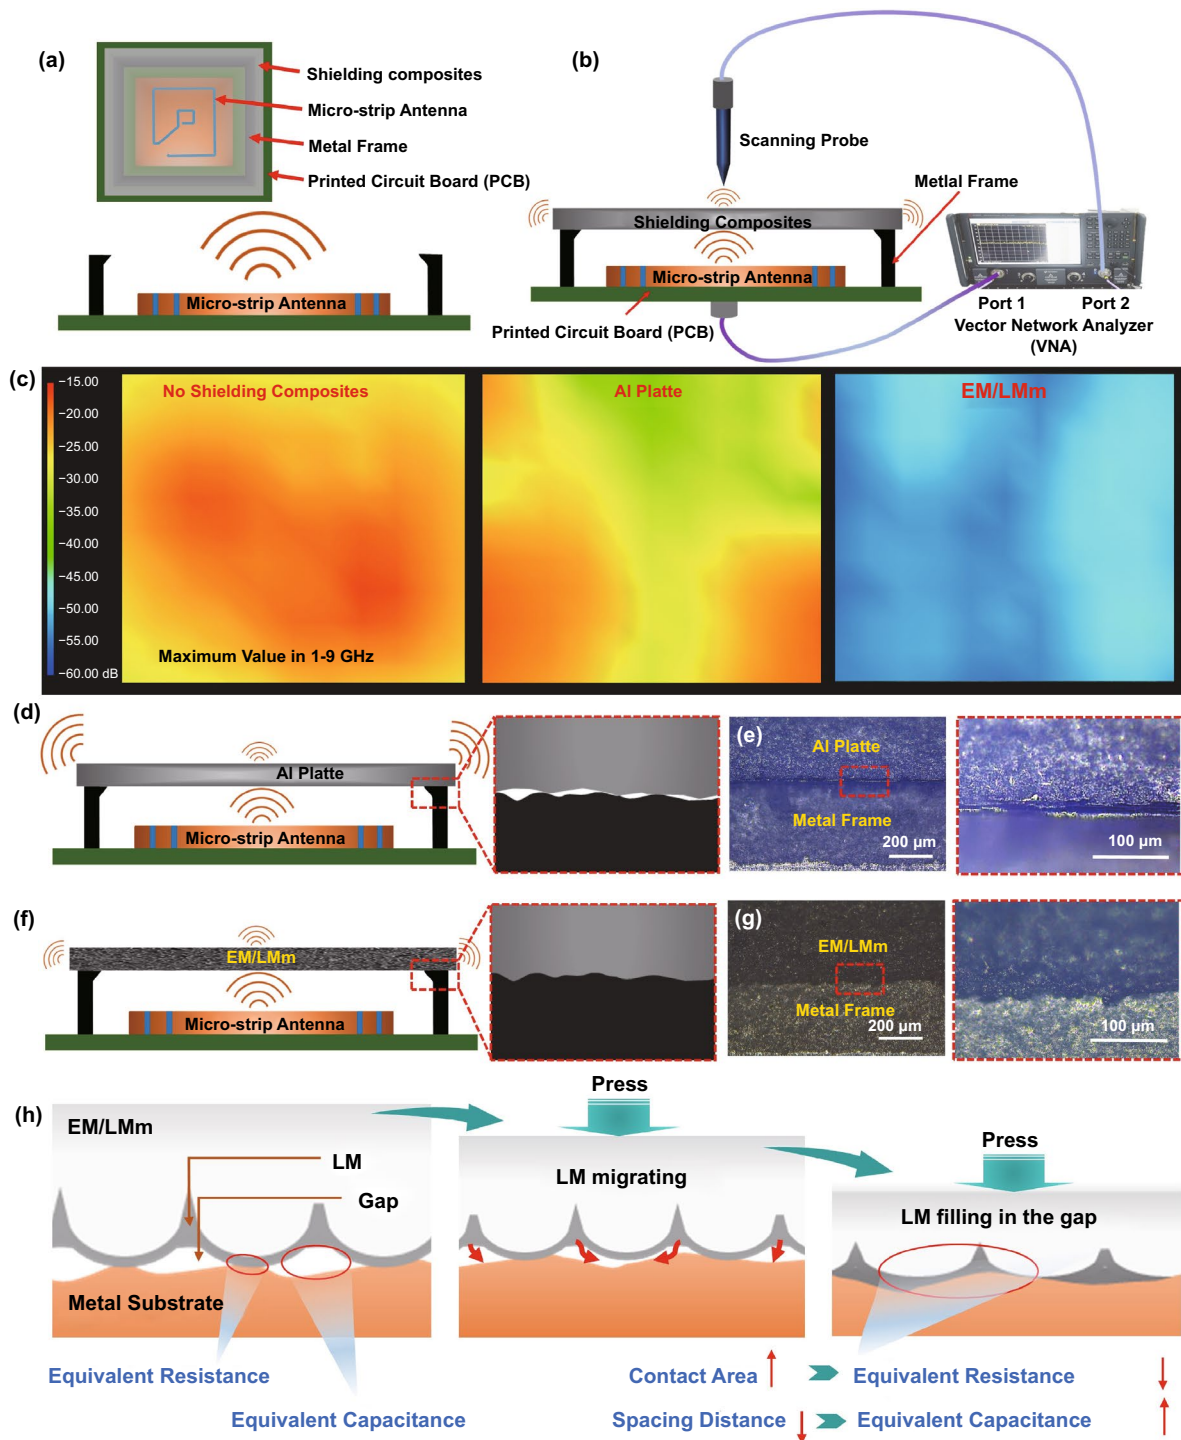 (a)
Shielding composites
Micro-strip Antenna
Metal Frame
Printed Circuit Board (PCB)
Micro-strip Antenna
(b)
Scanning Probe
Metlal Frame
Shielding Composites
Micro-strip Antenna
Printed Circuit Board (PCB)
Port 1
Port 2
Vector Network Analyzer
(VNA)
(c)
−15.00
−20.00
−25.00
−30.00
−35.00
−40.00
−45.00
−50.00
−55.00
−60.00 dB
No Shielding Composites
Maximum Value in 1-9 GHz
Al Platte
EM/LMm
(d)
Al Platte
Micro-strip Antenna
(e)
Al Platte
Metal Frame
200 µm
100 µm
(f)
EM/LMm
Micro-strip Antenna
(g)
EM/LMm
Metal Frame
200 µm
100 µm
(h)
EM/LMm
LM
Gap
Metal Substrate
Equivalent Resistance
Equivalent Capacitance
Press
LM migrating
Press
LM filling in the gap
Contact Area
Equivalent Resistance
Spacing Distance
Equivalent Capacitance